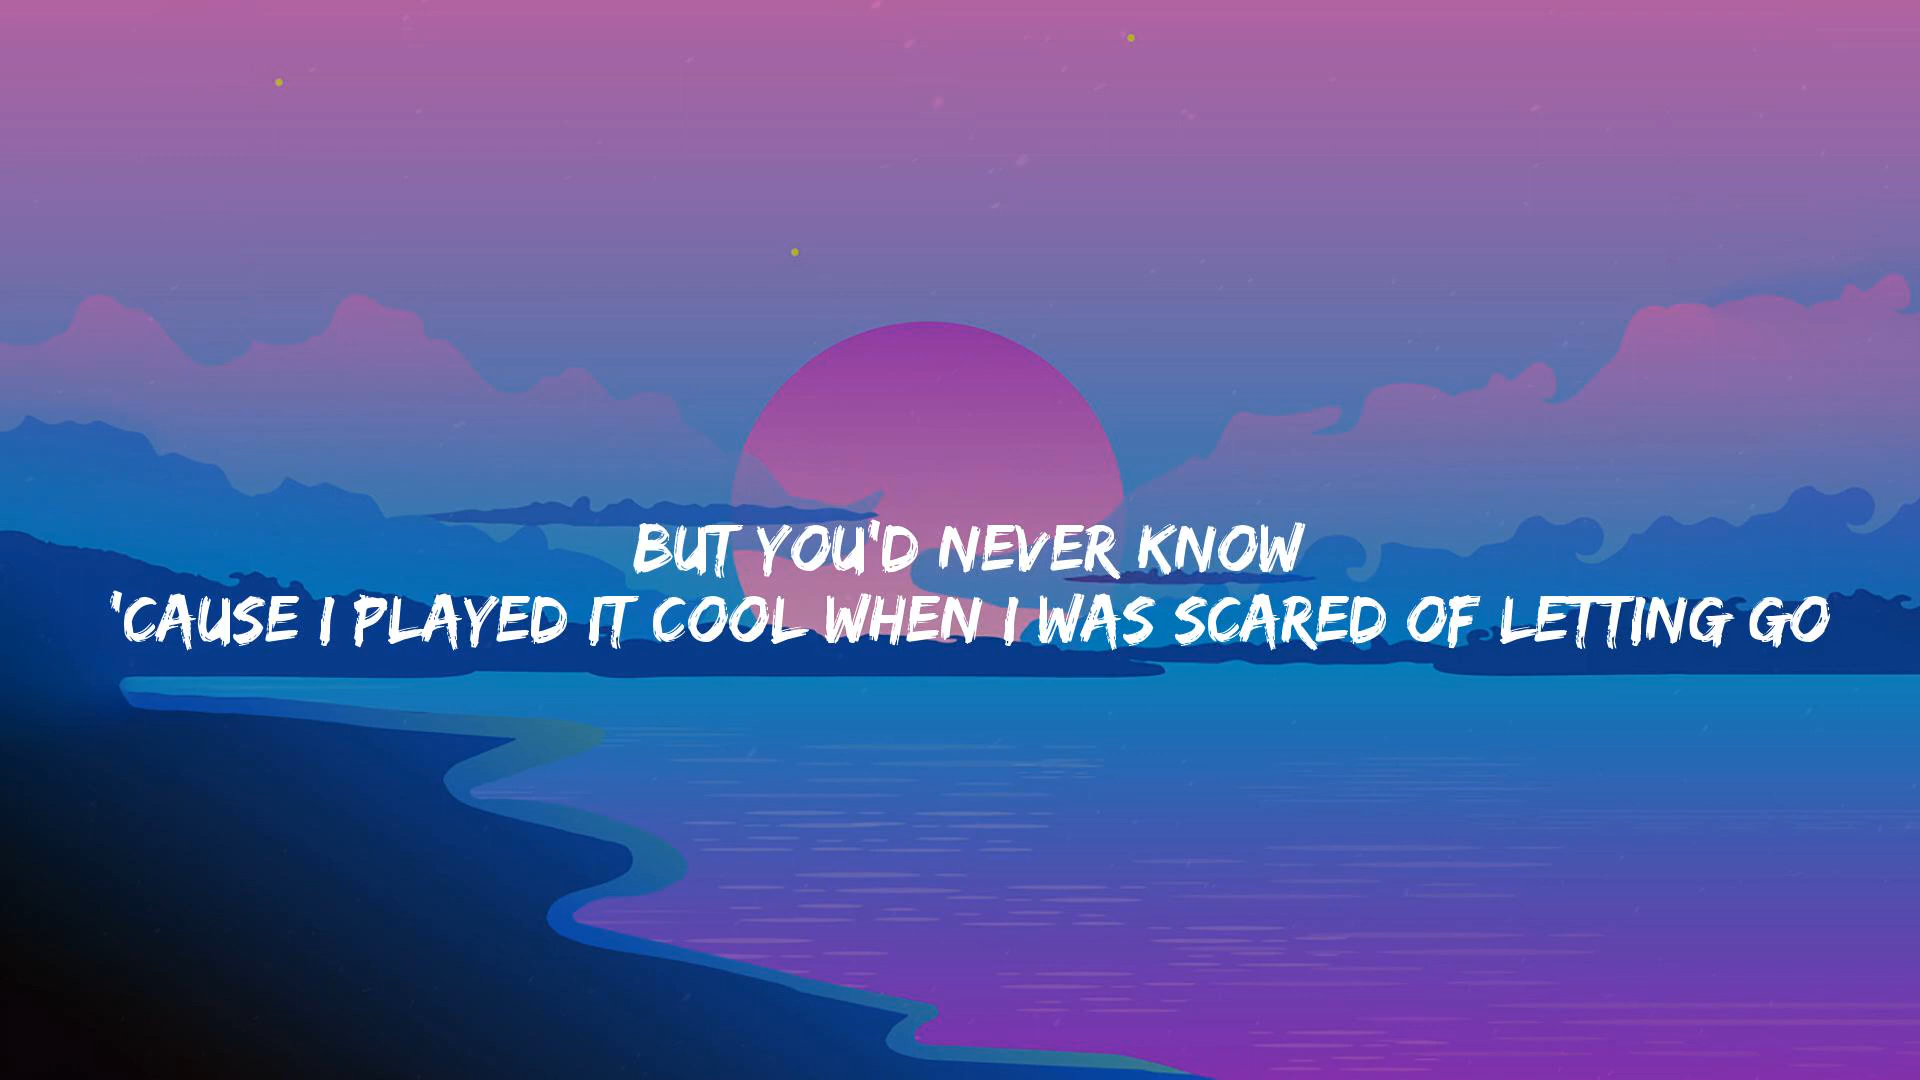 BUT YOU'D NEVER KNOW
'CAUSE I PLAYED IT COOL WHEN I WAS SCARED OF LETTING GO